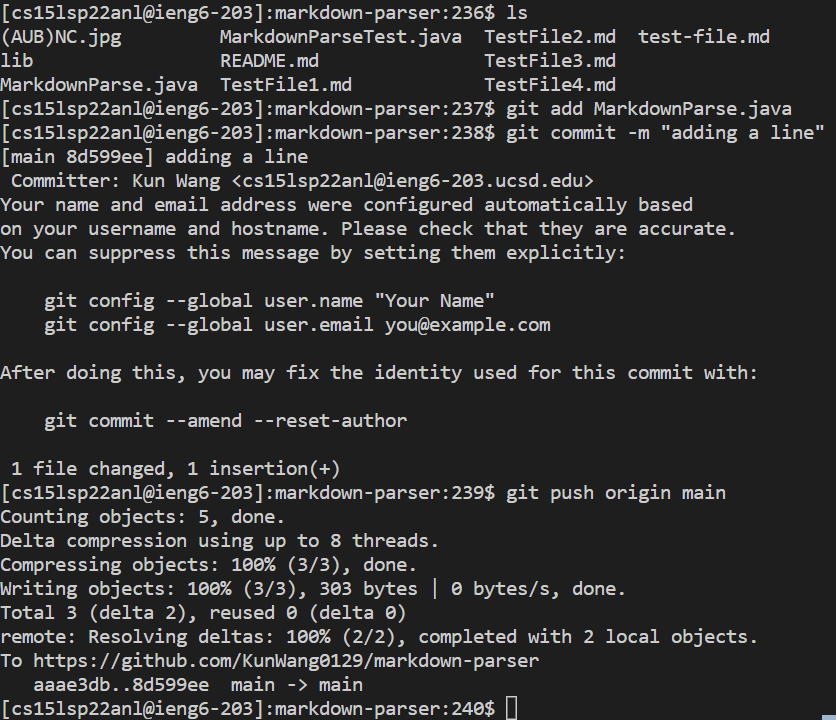 [cs15lsp22anl@ieng6-203]:markdown-parser:236$ ls
(AUB)NC.jpg         MarkdownParseTest.java  TestFile2.md  test-file.md
lib                 README.md               TestFile3.md
MarkdownParse.java  TestFile1.md            TestFile4.md
[cs15lsp22anl@ieng6-203]:markdown-parser:237$ git add MarkdownParse.java
[cs15lsp22anl@ieng6-203]:markdown-parser:238$ git commit -m "adding a line"
[main 8d599ee] adding a line
 Committer: Kun Wang <cs15lsp22anl@ieng6-203.ucsd.edu>
Your name and email address were configured automatically based
on your username and hostname. Please check that they are accurate.
You can suppress this message by setting them explicitly:

    git config --global user.name "Your Name"
    git config --global user.email you@example.com

After doing this, you may fix the identity used for this commit with:

    git commit --amend --reset-author

 1 file changed, 1 insertion(+)
[cs15lsp22anl@ieng6-203]:markdown-parser:239$ git push origin main
Counting objects: 5, done.
Delta compression using up to 8 threads.
Compressing objects: 100% (3/3), done.
Writing objects: 100% (3/3), 303 bytes | 0 bytes/s, done.
Total 3 (delta 2), reused 0 (delta 0)
remote: Resolving deltas: 100% (2/2), completed with 2 local objects.
To https://github.com/KunWang0129/markdown-parser
   aaae3db..8d599ee  main -> main
[cs15lsp22anl@ieng6-203]:markdown-parser:240$